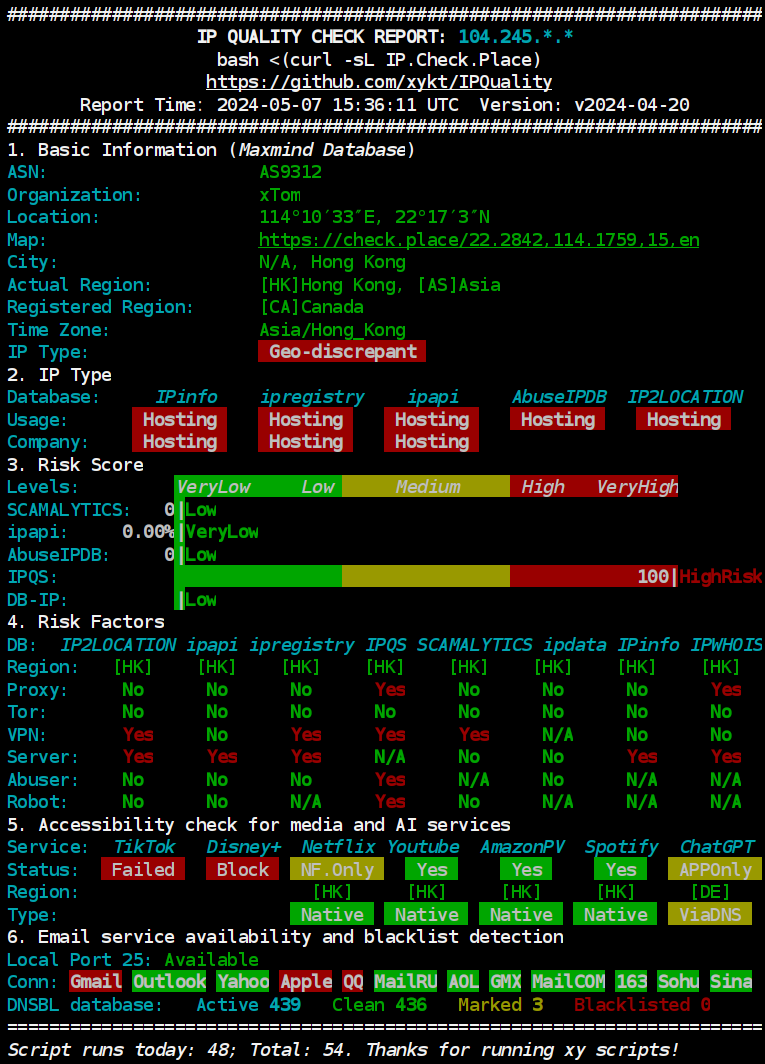 ########################################################################
IP QUALITY CHECK REPORT: 104.245.*.*
bash <(curl -sL IP.Check.Place)
https://github.com/xykt/IPQuality
Report Time: 2024-05-07 15:36:11 UTC  Version: v2024-04-20
########################################################################
1. Basic Information (Maxmind Database)
ASN: AS9312
Organization: xTom
Location: 114°10′33″E, 22°17′3″N
Map: https://check.place/22.2842,114.1759,15,en
City: N/A, Hong Kong
Actual Region: [HK]Hong Kong, [AS]Asia
Registered Region: [CA]Canada
Time Zone: Asia/Hong_Kong
IP Type: Geo-discrepant
2. IP Type
Database: IPinfo ipregistry ipapi AbuseIPDB IP2LOCATION
Usage: Hosting Hosting Hosting Hosting Hosting
Company: Hosting Hosting Hosting
3. Risk Score
Levels: VeryLow Low Medium High VeryHigh
SCAMALYTICS: 0|Low
ipapi: 0.00%|VeryLow
AbuseIPDB: 0|Low
IPQS: 100|HighRisk
DB-IP: |Low
4. Risk Factors
DB: IP2LOCATION ipapi ipregistry IPQS SCAMALYTICS ipdata IPinfo IPWHOIS
Region: [HK] [HK] [HK] [HK] [HK] [HK] [HK] [HK]
Proxy: No No No Yes No No No Yes
Tor: No No No No No No No No
VPN: Yes No Yes Yes Yes N/A No No
Server: Yes Yes Yes N/A No No Yes Yes
Abuser: No No No Yes N/A No N/A N/A
Robot: No No N/A Yes No N/A N/A N/A
5. Accessibility check for media and AI services
Service: TikTok Disney+ Netflix Youtube AmazonPV Spotify ChatGPT
Status: Failed Block NF.Only Yes Yes Yes APPOnly
Region: [HK] [HK] [HK] [HK] [DE]
Type: Native Native Native Native ViaDNS
6. Email service availability and blacklist detection
Local Port 25: Available
Conn: Gmail Outlook Yahoo Apple QQ MailRU AOL GMX MailCOM 163 Sohu Sina
DNSBL database: Active 439 Clean 436 Marked 3 Blacklisted 0
========================================================================
Script runs today: 48; Total: 54. Thanks for running xy scripts!